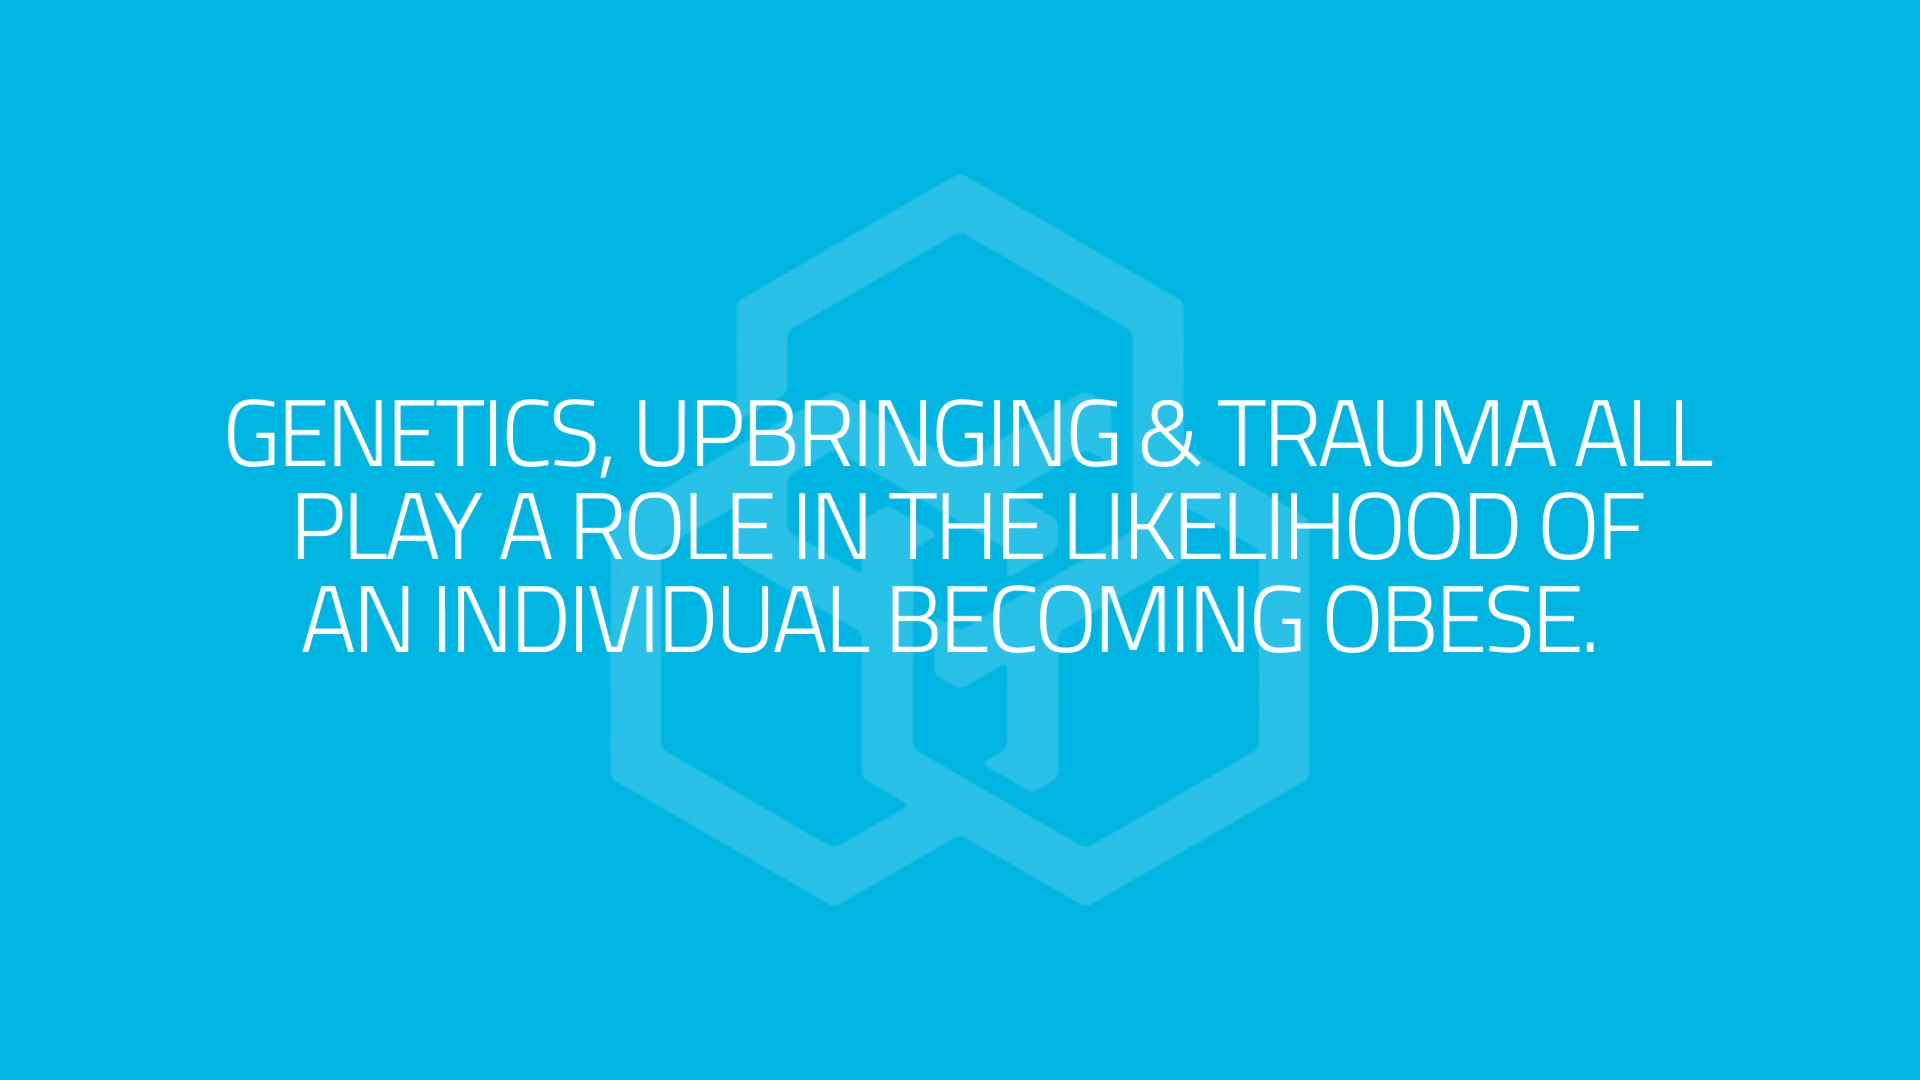 GENETICS, UPBRINGING & TRAUMA ALL
PLAY A ROLE IN THE LIKELIHOOD OF
AN INDIVIDUAL BECOMING OBESE.